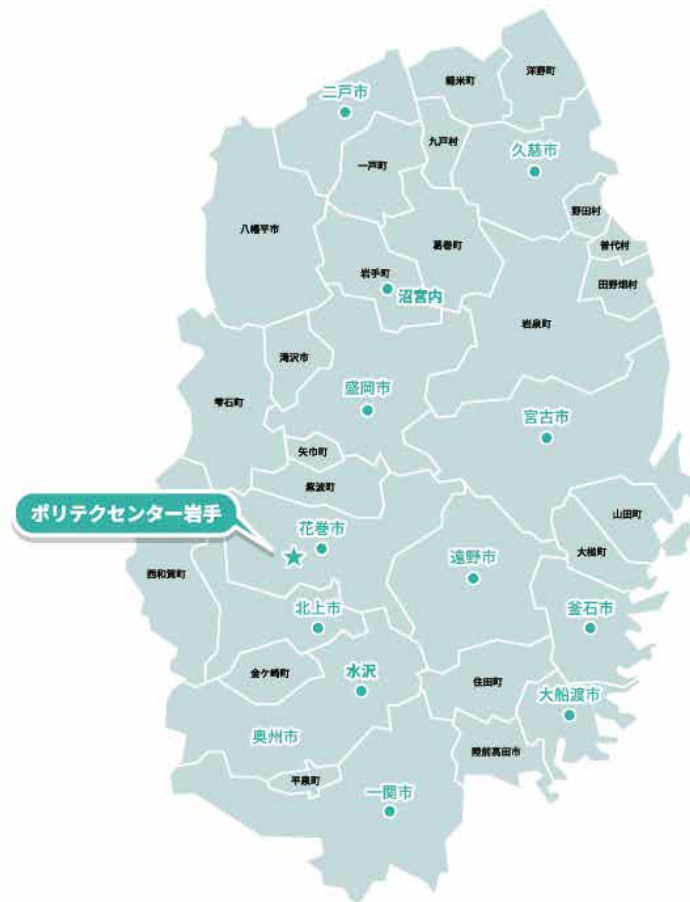 洋野町
軽米町
二戸市
九戸村
久慈市
一戸町
野田村
八幡平市
葛巻町
普代村
岩手町
田野畑村
沼宮内
岩泉町
滝沢市
盛岡市
雫石町
宮古市
矢巾町
紫波町
ポリテクセンター岩手
山田町
花巻市
大槌町
遠野市
西和賀町
北上市
釜石市
金ケ崎町
水沢
住田町
大船渡市
奥州市
陸前高田市
平泉町
一関市